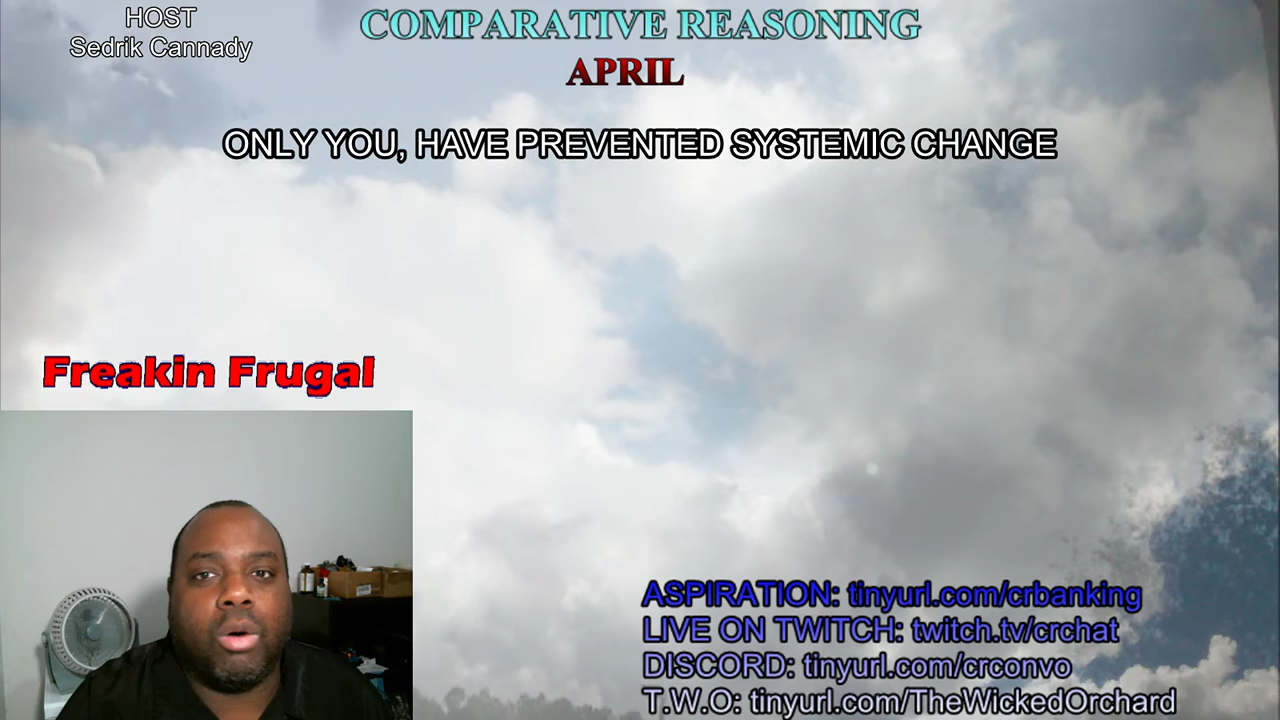 HOST
Sedrik Cannady
COMPARATIVE REASONING
APRIL
ONLY YOU, HAVE PREVENTED SYSTEMIC CHANGE
Freakin Frugal
ASPIRATION: tinyurl.com/crbanking
LIVE ON TWITCH: twitch.tv/crchat
DISCORD: tinyurl.com/crconvo
T.W.O: tinyurl.com/TheWickedOrchard